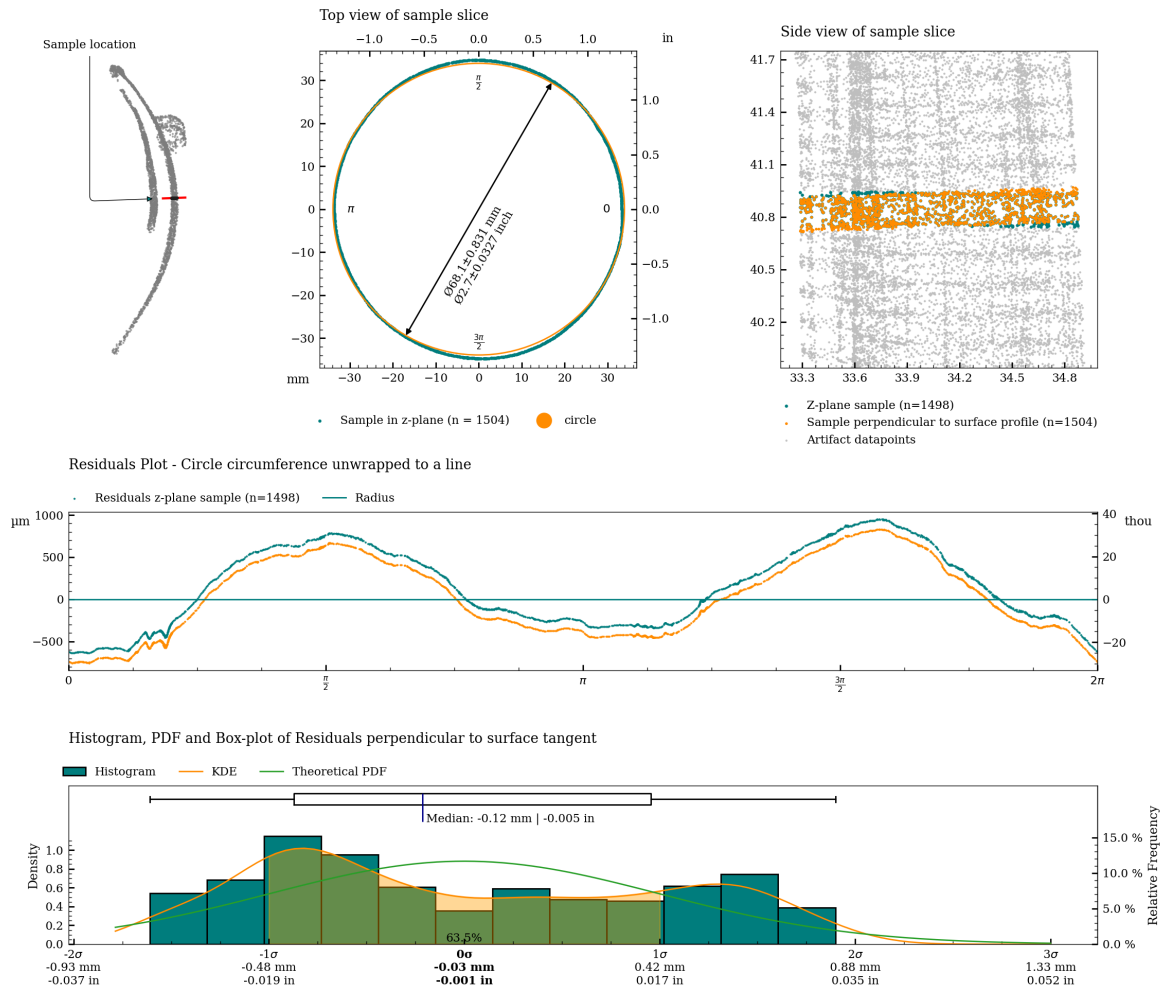 Sample location
Top view of sample slice
−1.0 −0.5 0.0 0.5 1.0 in
30
20
10
0
−10
−20
−30
1.0
0.5
0.0
−0.5
−1.0
π/2
π
0
3π/2
Ø68.1±0.831 mm
Ø2.7±0.0327 inch
mm −30 −20 −10 0 10 20 30
Sample in z-plane (n = 1504) circle
Side view of sample slice
41.7
41.4
41.1
40.8
40.5
40.2
33.3 33.6 33.9 34.2 34.5 34.8
Z-plane sample (n=1498)
Sample perpendicular to surface profile (n=1504)
Artifact datapoints
Residuals Plot - Circle circumference unwrapped to a line
Residuals z-plane sample (n=1498) Radius
µm
1000
500
0
−500
thou
40
20
0
−20
0 π/2 π 3π/2 2π
Histogram, PDF and Box-plot of Residuals perpendicular to surface tangent
Histogram KDE Theoretical PDF
Median: -0.12 mm | -0.005 in
Density
1.0
0.8
0.6
0.4
0.2
0.0
63.5%
Relative Frequency
15.0 %
10.0 %
5.0 %
0.0 %
-2σ -1σ 0σ 1σ 2σ 3σ
-0.93 mm -0.48 mm -0.03 mm 0.42 mm 0.88 mm 1.33 mm
-0.037 in -0.019 in -0.001 in 0.017 in 0.035 in 0.052 in